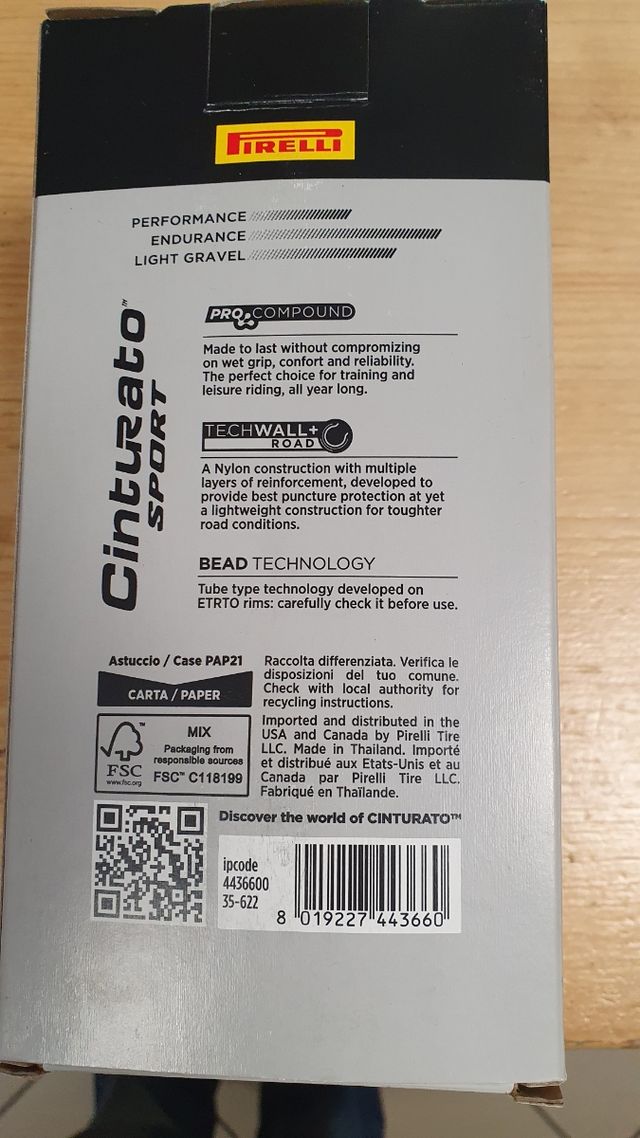 PIRELLI
PERFORMANCE
ENDURANCE
LIGHT GRAVEL
Cinturato™
SPORT
PRO COMPOUND
Made to last without compromizing
on wet grip, confort and reliability.
The perfect choice for training and
leisure riding, all year long.
TECHWALL+
ROAD
A Nylon construction with multiple
layers of reinforcement, developed to
provide best puncture protection at yet
a lightweight construction for toughter
road conditions.
BEAD TECHNOLOGY
Tube type technology developed on
ETRTO rims: carefully check it before use.
Astuccio / Case PAP21
CARTA / PAPER
FSC
www.fsc.org
MIX
Packaging from
responsible sources
FSC™ C118199
Raccolta differenziata. Verifica le
disposizioni del tuo comune.
Check with local authority for
recycling instructions.
Imported and distributed in the
USA and Canada by Pirelli Tire
LLC. Made in Thailand. Importé
et distribué aux Etats-Unis et au
Canada par Pirelli Tire LLC.
Fabriqué en Thaïlande.
Discover the world of CINTURATO™
ipcode
4436600
35-622
8 019227 443660